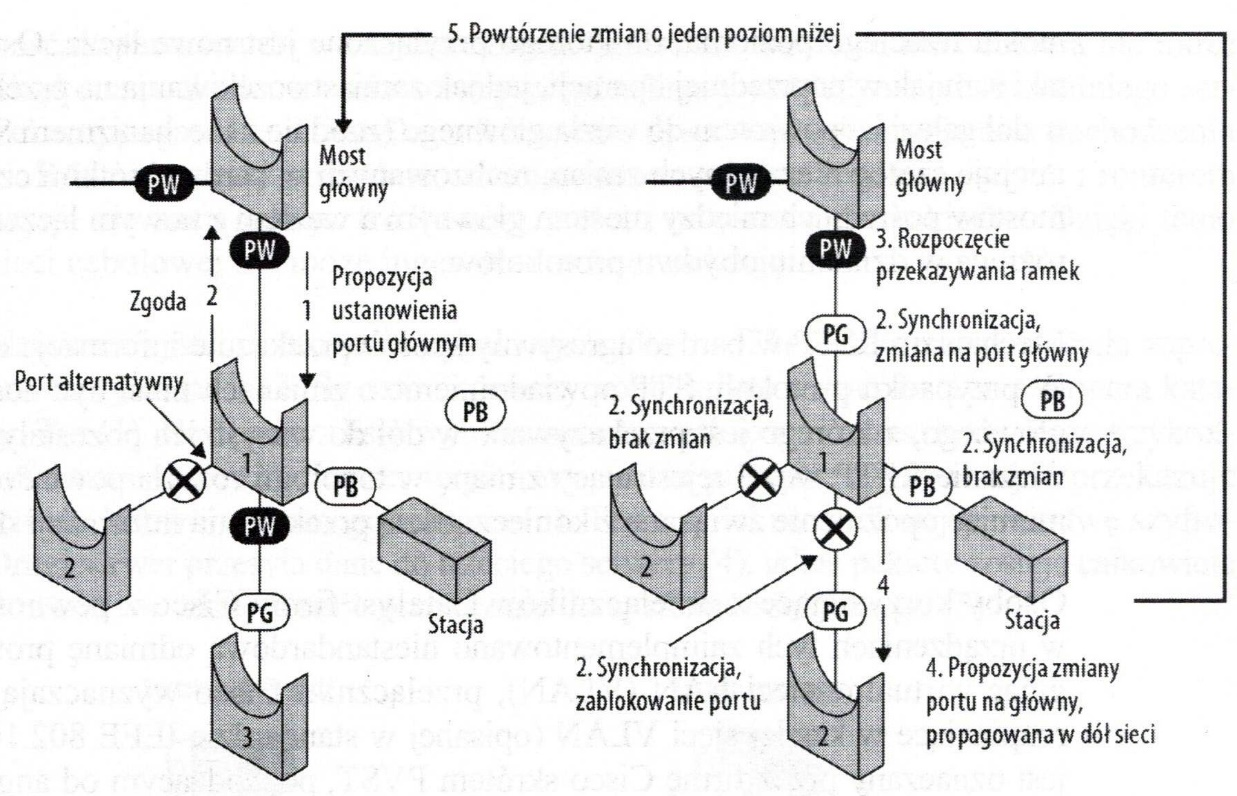 5. Powtórzenie zmian o jeden poziom niżej
Most
główny
PW
PW
Zgoda
2
1
Propozycja
ustanowienia
portu głównym
Port alternatywny
PB
1
PB
2
PW
PG
Stacja
3
Most
główny
PW
PW
3. Rozpoczęcie
przekazywania ramek
PG
2. Synchronizacja,
zmiana na port główny
PB
2. Synchronizacja,
brak zmian
2. Synchronizacja,
brak zmian
1
PB
2
4
PG
Stacja
2. Synchronizacja,
zablokowanie portu
4. Propozycja zmiany
portu na główny,
propagowana w dół sieci
2